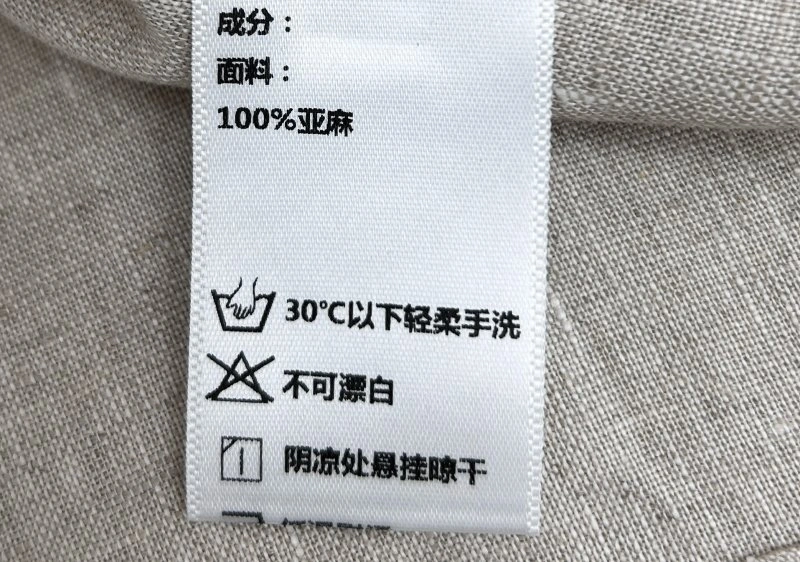 成分：
面料：
100%亚麻
30℃以下轻柔手洗
不可漂白
阴凉处悬挂晾干